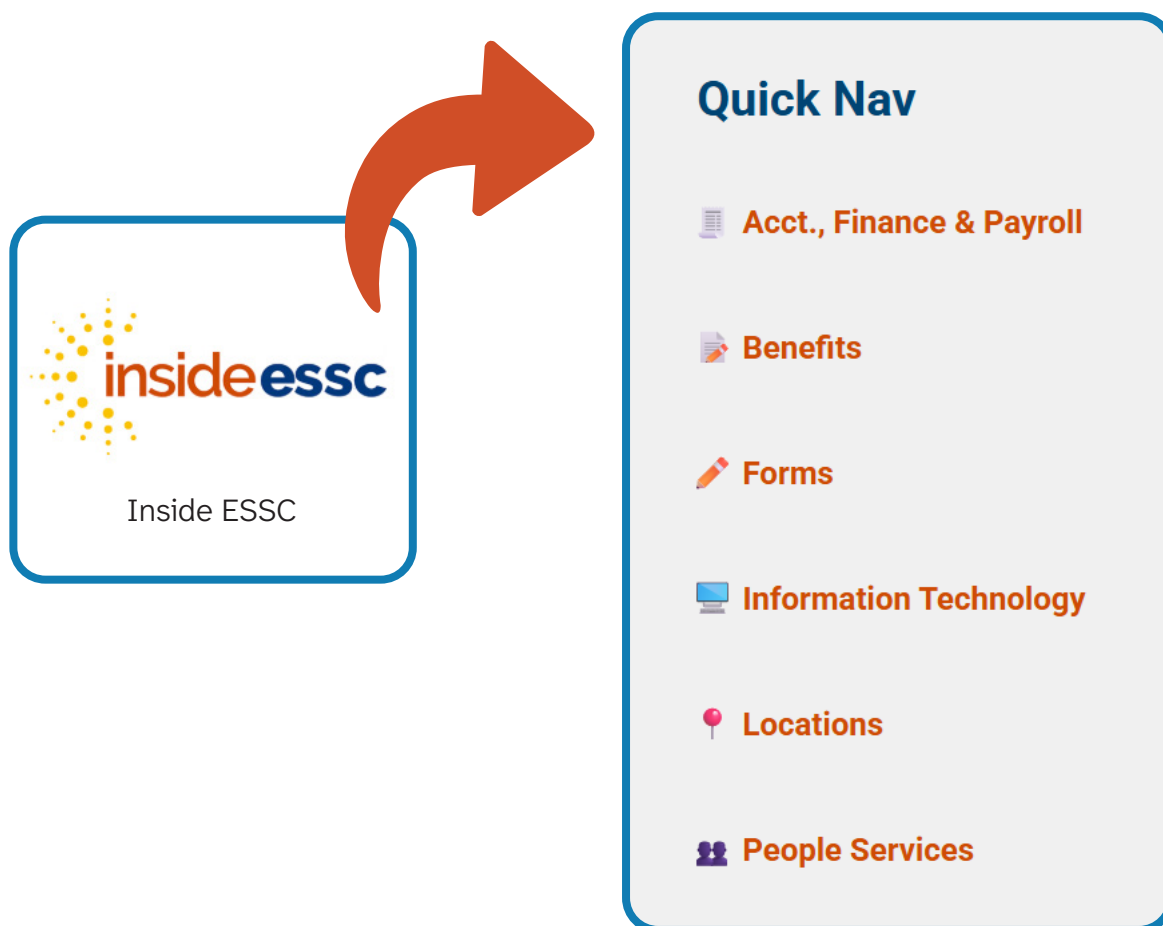 insideessc
Inside ESSC
Quick Nav
Acct., Finance & Payroll
Benefits
Forms
Information Technology
Locations
People Services